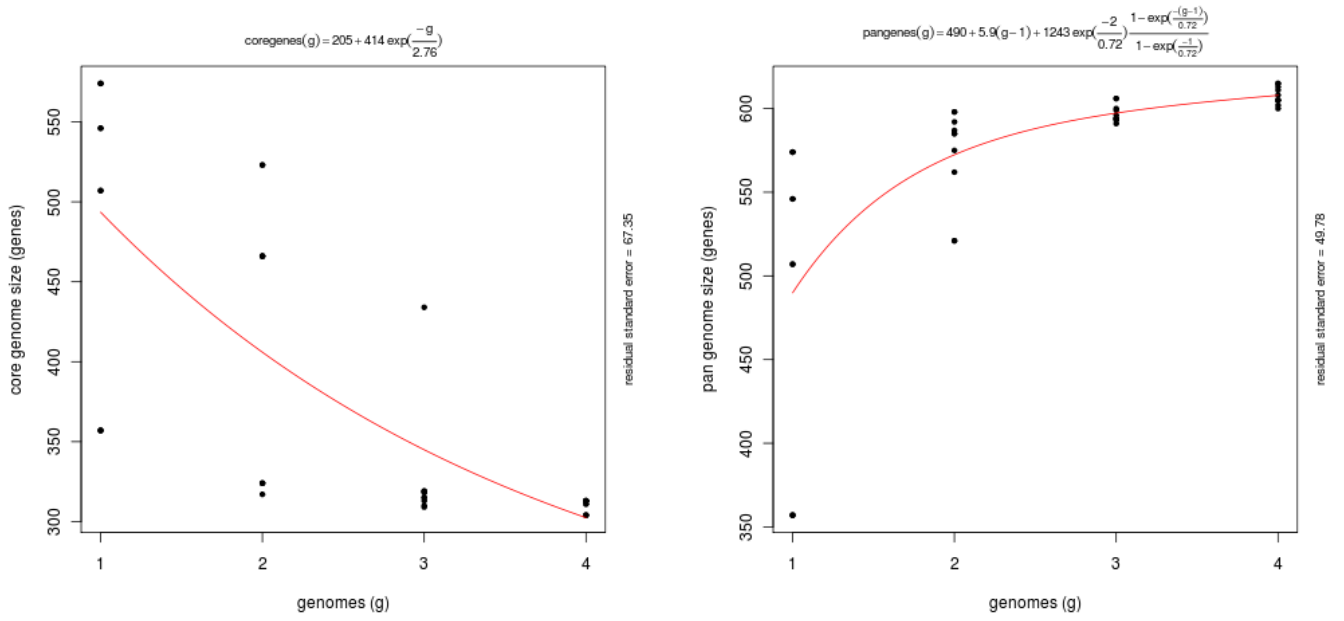 coregenes(g) = 205 + 414 exp(-g/2.76)
core genome size (genes)
550
500
450
400
350
300
1 2 3 4
genomes (g)
residual standard error = 67.35
pangenes(g) = 490 + 5.9(g-1) + 1243 exp(-2/0.72) 1-exp(-(g-1)/0.72)/1-exp(-1/0.72)
pan genome size (genes)
600
550
500
450
400
350
1 2 3 4
genomes (g)
residual standard error = 49.78